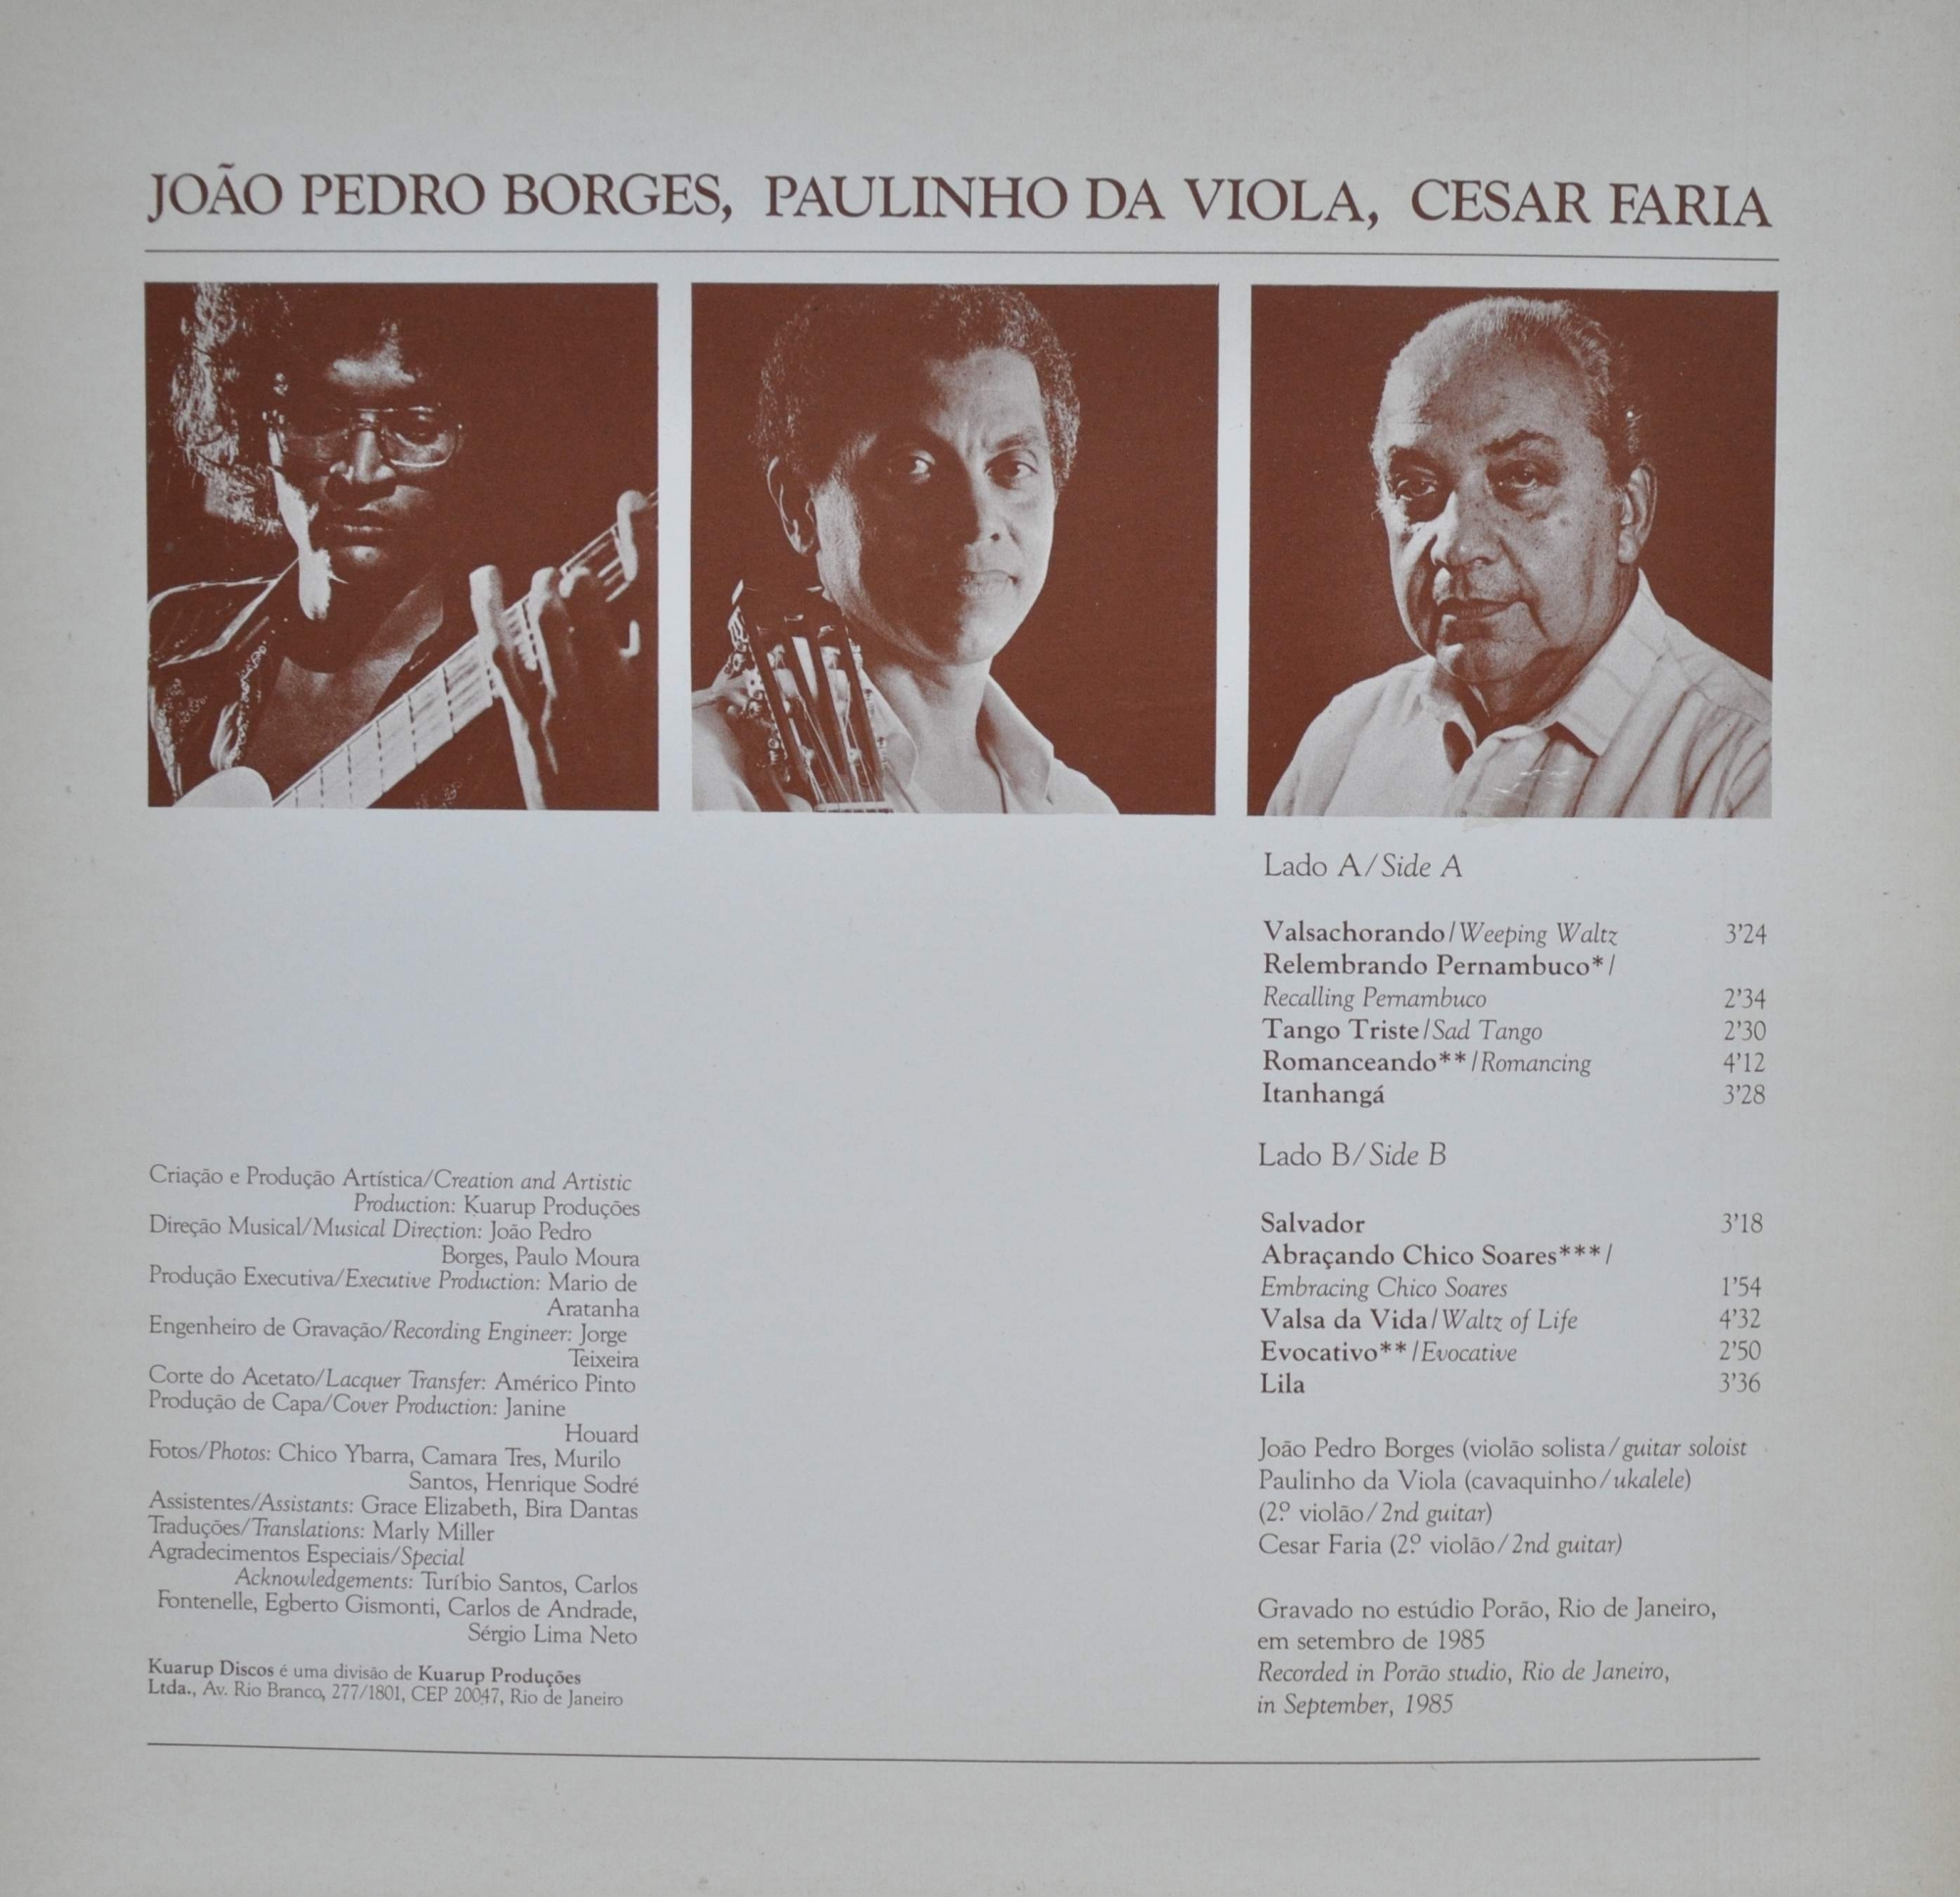 JOÃO PEDRO BORGES, PAULINHO DA VIOLA, CESAR FARIA
Lado A/Side A
Valsachorando/Weeping Waltz 3'24
Relembrando Pernambuco*/
Recalling Pernambuco 2'34
Tango Triste/Sad Tango 2'30
Romanceando**/Romancing 4'12
Itanhangá 3'28
Lado B/Side B
Salvador 3'18
Abraçando Chico Soares***/
Embracing Chico Soares 1'54
Valsa da Vida/Waltz of Life 4'32
Evocativo**/Evocative 2'50
Lila 3'36
João Pedro Borges (violão solista/guitar soloist
Paulinho da Viola (cavaquinho/ukalele)
(2º violão/2nd guitar)
Cesar Faria (2º violão/2nd guitar)
Gravado no estúdio Porão, Rio de Janeiro,
em setembro de 1985
Recorded in Porão studio, Rio de Janeiro,
in September, 1985
Criação e Produção Artística/Creation and Artistic
Production: Kuarup Produções
Direção Musical/Musical Direction: João Pedro
Borges, Paulo Moura
Produção Executiva/Executive Production: Mario de
Aratanha
Engenheiro de Gravação/Recording Engineer: Jorge
Teixeira
Corte do Acetato/Lacquer Transfer: Américo Pinto
Produção de Capa/Cover Production: Janine
Houard
Fotos/Photos: Chico Ybarra, Camara Tres, Murilo
Santos, Henrique Sodré
Assistentes/Assistants: Grace Elizabeth, Bira Dantas
Traduções/Translations: Marly Miller
Agradecimentos Especiais/Special
Acknowledgements: Turíbio Santos, Carlos
Fontenelle, Egberto Gismonti, Carlos de Andrade,
Sérgio Lima Neto
Kuarup Discos é uma divisão de Kuarup Produções
Ltda., Av. Rio Branco, 277/1801, CEP 20047, Rio de Janeiro